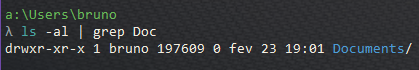 a:\Users\bruno
λ ls -al | grep Doc
drwxr-xr-x 1 bruno 197609 0 fev 23 19:01 Documents/